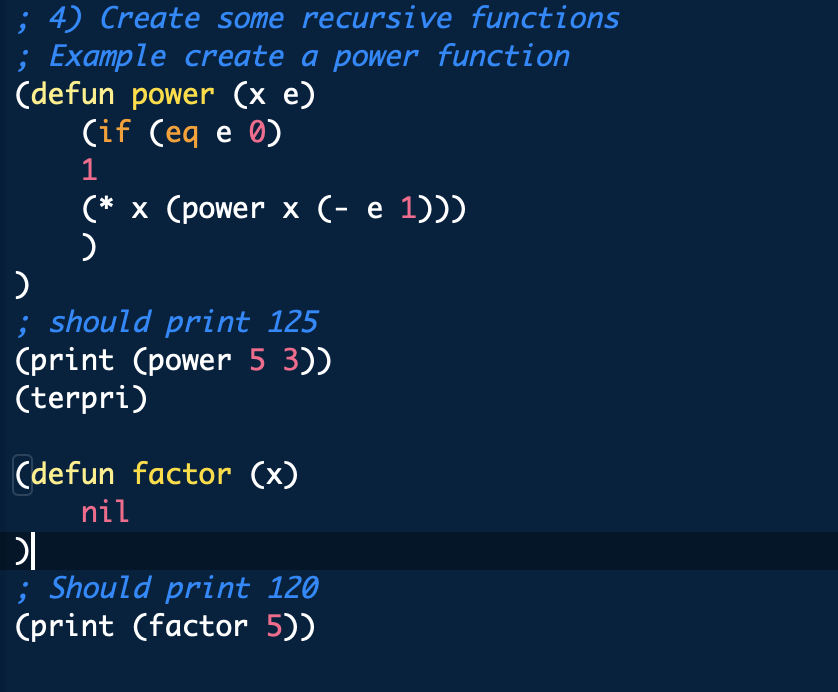 ; 4) Create some recursive functions
; Example create a power function
(defun power (x e)
    (if (eq e 0)
    1
    (* x (power x (- e 1)))
    )
)
; should print 125
(print (power 5 3))
(terpri)
(defun factor (x)
    nil
)
; Should print 120
(print (factor 5))